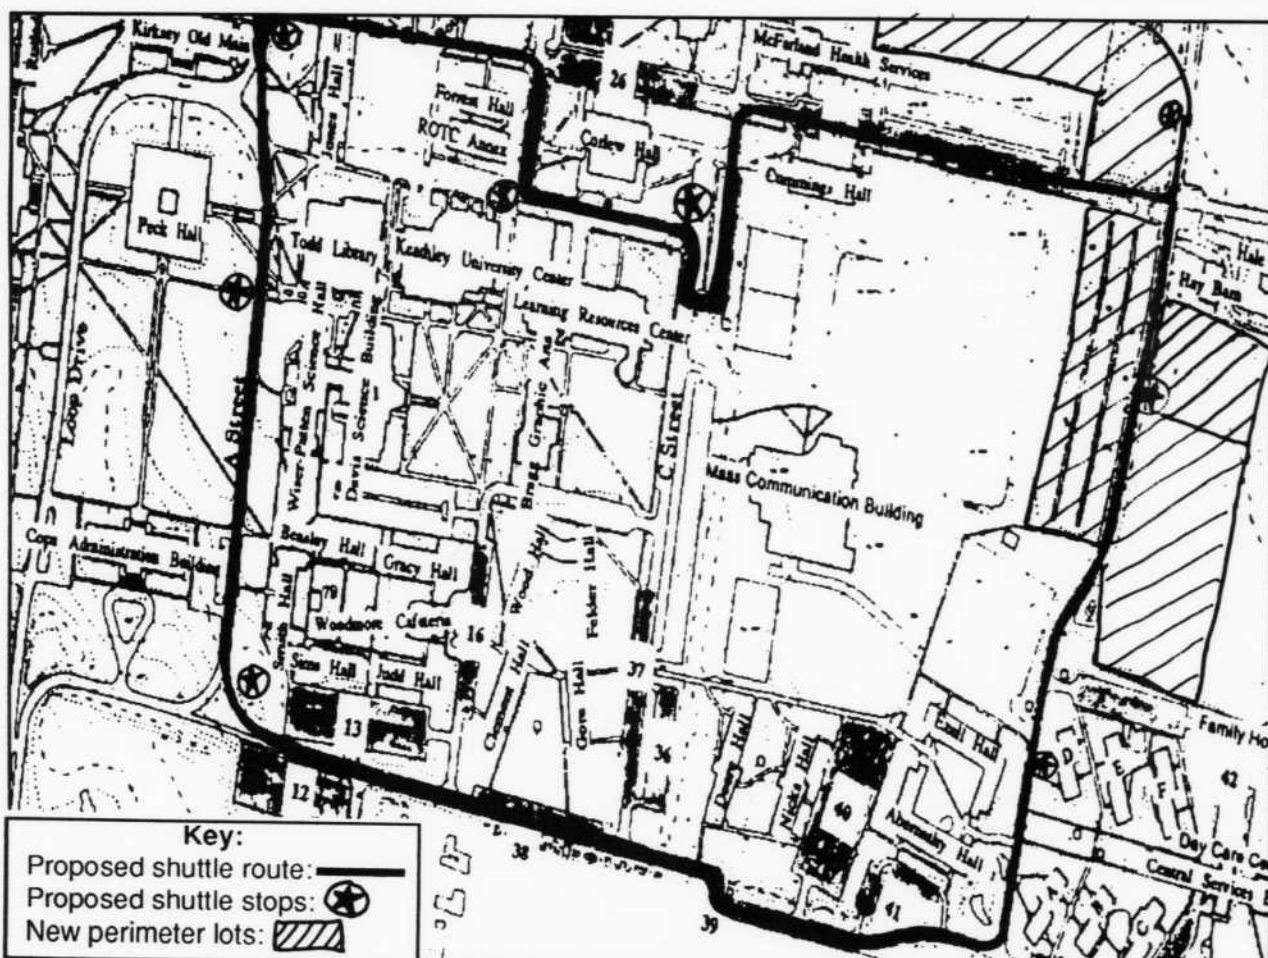 Kirksey Old Main
Jones Hall
Forrest Hall
ROTC Annex
26
McFarland Health Services
Corlew Hall
Cummings Hall
Peck Hall
Todd Library
Keathley University Center
Learning Resources Center
Hale
Hay Barn
Loop Drive
A Street
Wiser-Patten Science Hall
Davis Science Building
Bragg Graphic Arts
C Street
Mass Communication Building
Cope Administration Building
Beasley Hall
Gracy Hall
Smith Hall
79
Woodmore Cafeteria
16
Wood Hall
Felder Hall
Sims Hall
Judd Hall
Clement Hall
Gore Hall
37
13
36
12
Nicks Hall
40
Ezell Hall
Abernathy Hall
D
E
F
Family Ho
42
Day Care Ce
Central Services B
38
39
41
A
C
Key:
Proposed shuttle route:
Proposed shuttle stops:
New perimeter lots: